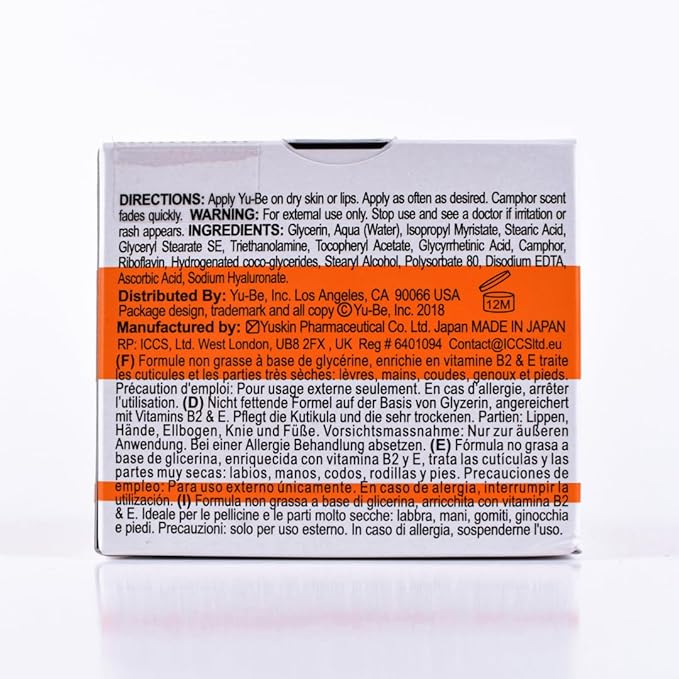 DIRECTIONS: Apply Yu-Be on dry skin or lips. Apply as often as desired. Camphor scent
fades quickly. WARNING: For external use only. Stop use and see a doctor if irritation or
rash appears. INGREDIENTS: Glycerin, Aqua (Water), Isopropyl Myristate, Stearic Acid,
Glyceryl Stearate SE, Triethanolamine, Tocopheryl Acetate, Glycyrrhetinic Acid, Camphor,
Riboflavin, Hydrogenated coco-glycerides, Stearyl Alcohol, Polysorbate 80, Disodium EDTA,
Ascorbic Acid, Sodium Hyaluronate.
Distributed By: Yu-Be, Inc. Los Angeles, CA 90066 USA
Package design, trademark and all copy © Yu-Be, Inc. 2018
12M
Manufactured by: Yuskin Pharmaceutical Co. Ltd. Japan MADE IN JAPAN
RP: ICCS, Ltd. West London, UB8 2FX , UK Reg # 6401094 Contact@ICCSltd.eu
(F) Formule non grasse à base de glycérine, enrichie en vitamine B2 & E traite
les cuticules et les parties très sèches: lèvres, mains, coudes, genoux et pieds.
Précaution d'emploi: Pour usage externe seulement. En cas d'allergie, arrêter
l'utilisation. (D) Nicht fettende Formel auf der Basis von Glyzerin, angereichert
mit Vitamins B2 & E. Pflegt die Kutikula und die sehr trockenen. Partien: Lippen,
Hände, Ellbogen, Knie und Füße. Vorsichtsmassnahme: Nur zur äußeren
Anwendung. Bei einer Allergie Behandlung absetzen. (E) Fórmula no grasa a
base de glicerina, enriquecida con vitamina B2 y E, trata las cutículas y las
partes muy secas: labios, manos, codos, rodillas y pies. Precauciones de
empleo: Para uso externo únicamente. En caso de alergia, interrumpir la
utilización. (I) Formula non grassa a base di glicerina, arricchita con vitamina B2
& E. Ideale per le pellicine e le parti molto secche: labbra, mani, gomiti, ginocchia
e piedi. Precauzioni: solo per uso esterno. In caso di allergia, sospenderne l'uso.